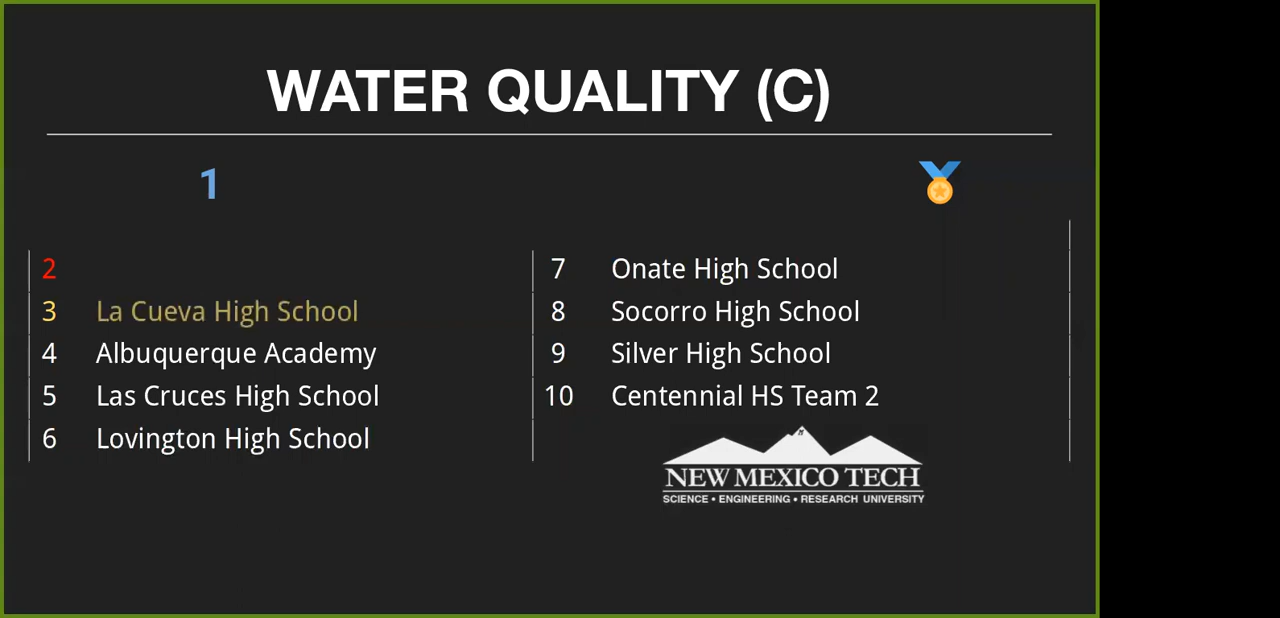 WATER QUALITY (C)
1
2
3 La Cueva High School
4 Albuquerque Academy
5 Las Cruces High School
6 Lovington High School
7 Onate High School
8 Socorro High School
9 Silver High School
10 Centennial HS Team 2
NEW MEXICO TECH
SCIENCE • ENGINEERING • RESEARCH UNIVERSITY